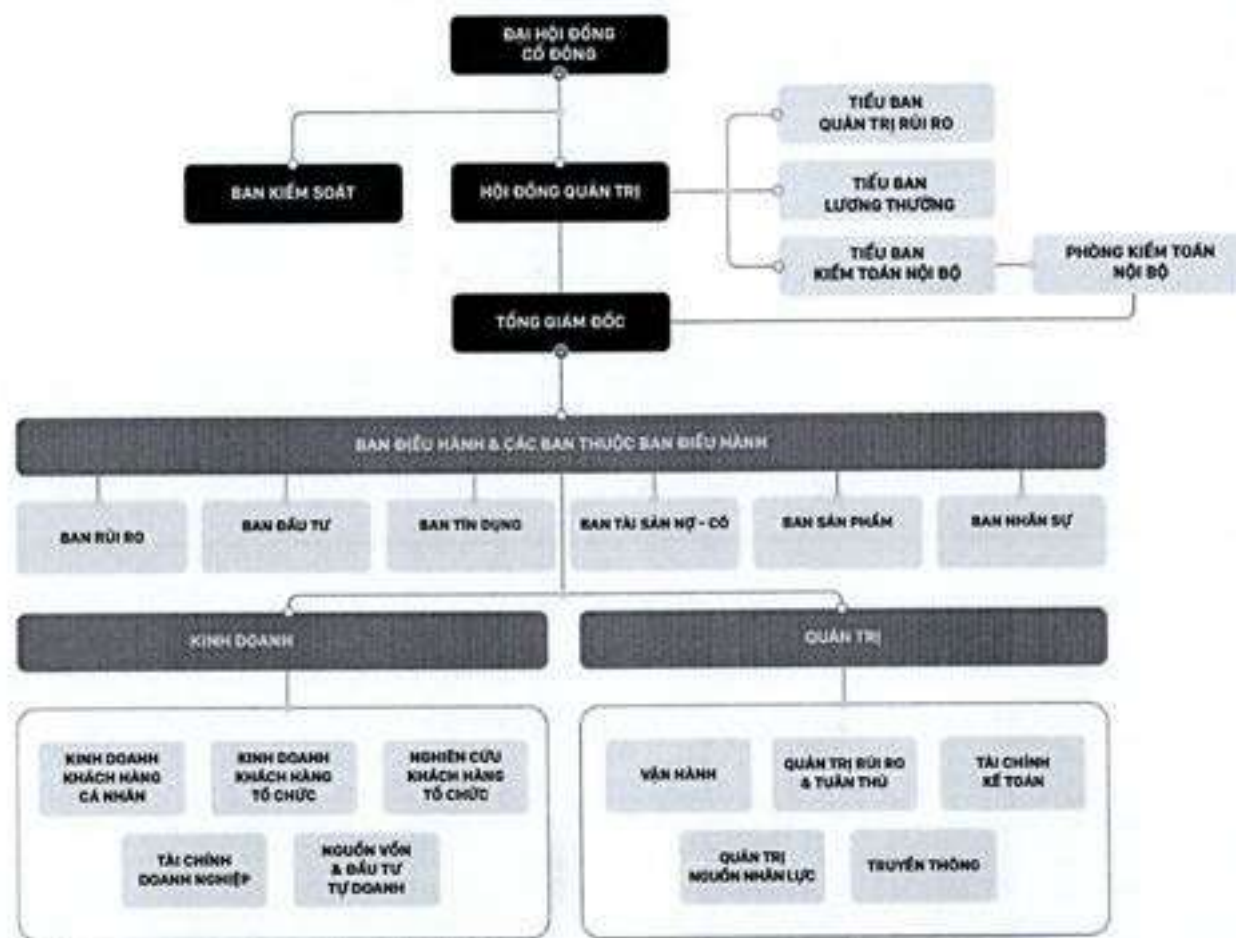 ĐẠI HỘI ĐỒNG
CỔ ĐÔNG
BAN KIỂM SOÁT
HỘI ĐỒNG QUẢN TRỊ
TIỂU BAN
QUẢN TRỊ RỦI RO
TIỂU BAN
LƯƠNG THƯỞNG
TIỂU BAN
KIỂM TOÁN NỘI BỘ
PHÒNG KIỂM TOÁN
NỘI BỘ
TỔNG GIÁM ĐỐC
BAN ĐIỀU HÀNH & CÁC BAN THUỘC BAN ĐIỀU HÀNH
BAN RỦI RO
BAN ĐẦU TƯ
BAN TÍN DỤNG
BAN TÀI SẢN NỢ - CÓ
BAN SẢN PHẨM
BAN NHÂN SỰ
KINH DOANH
QUẢN TRỊ
KINH DOANH
KHÁCH HÀNG
CÁ NHÂN
KINH DOANH
KHÁCH HÀNG
TỔ CHỨC
NGHIÊN CỨU
KHÁCH HÀNG
TỔ CHỨC
TÀI CHÍNH
DOANH NGHIỆP
NGUỒN VỐN
& ĐẦU TƯ
TỰ DOANH
VẬN HÀNH
QUẢN TRỊ RỦI RO
& TUÂN THỦ
TÀI CHÍNH
KẾ TOÁN
QUẢN TRỊ
NGUỒN NHÂN LỰC
TRUYỀN THÔNG